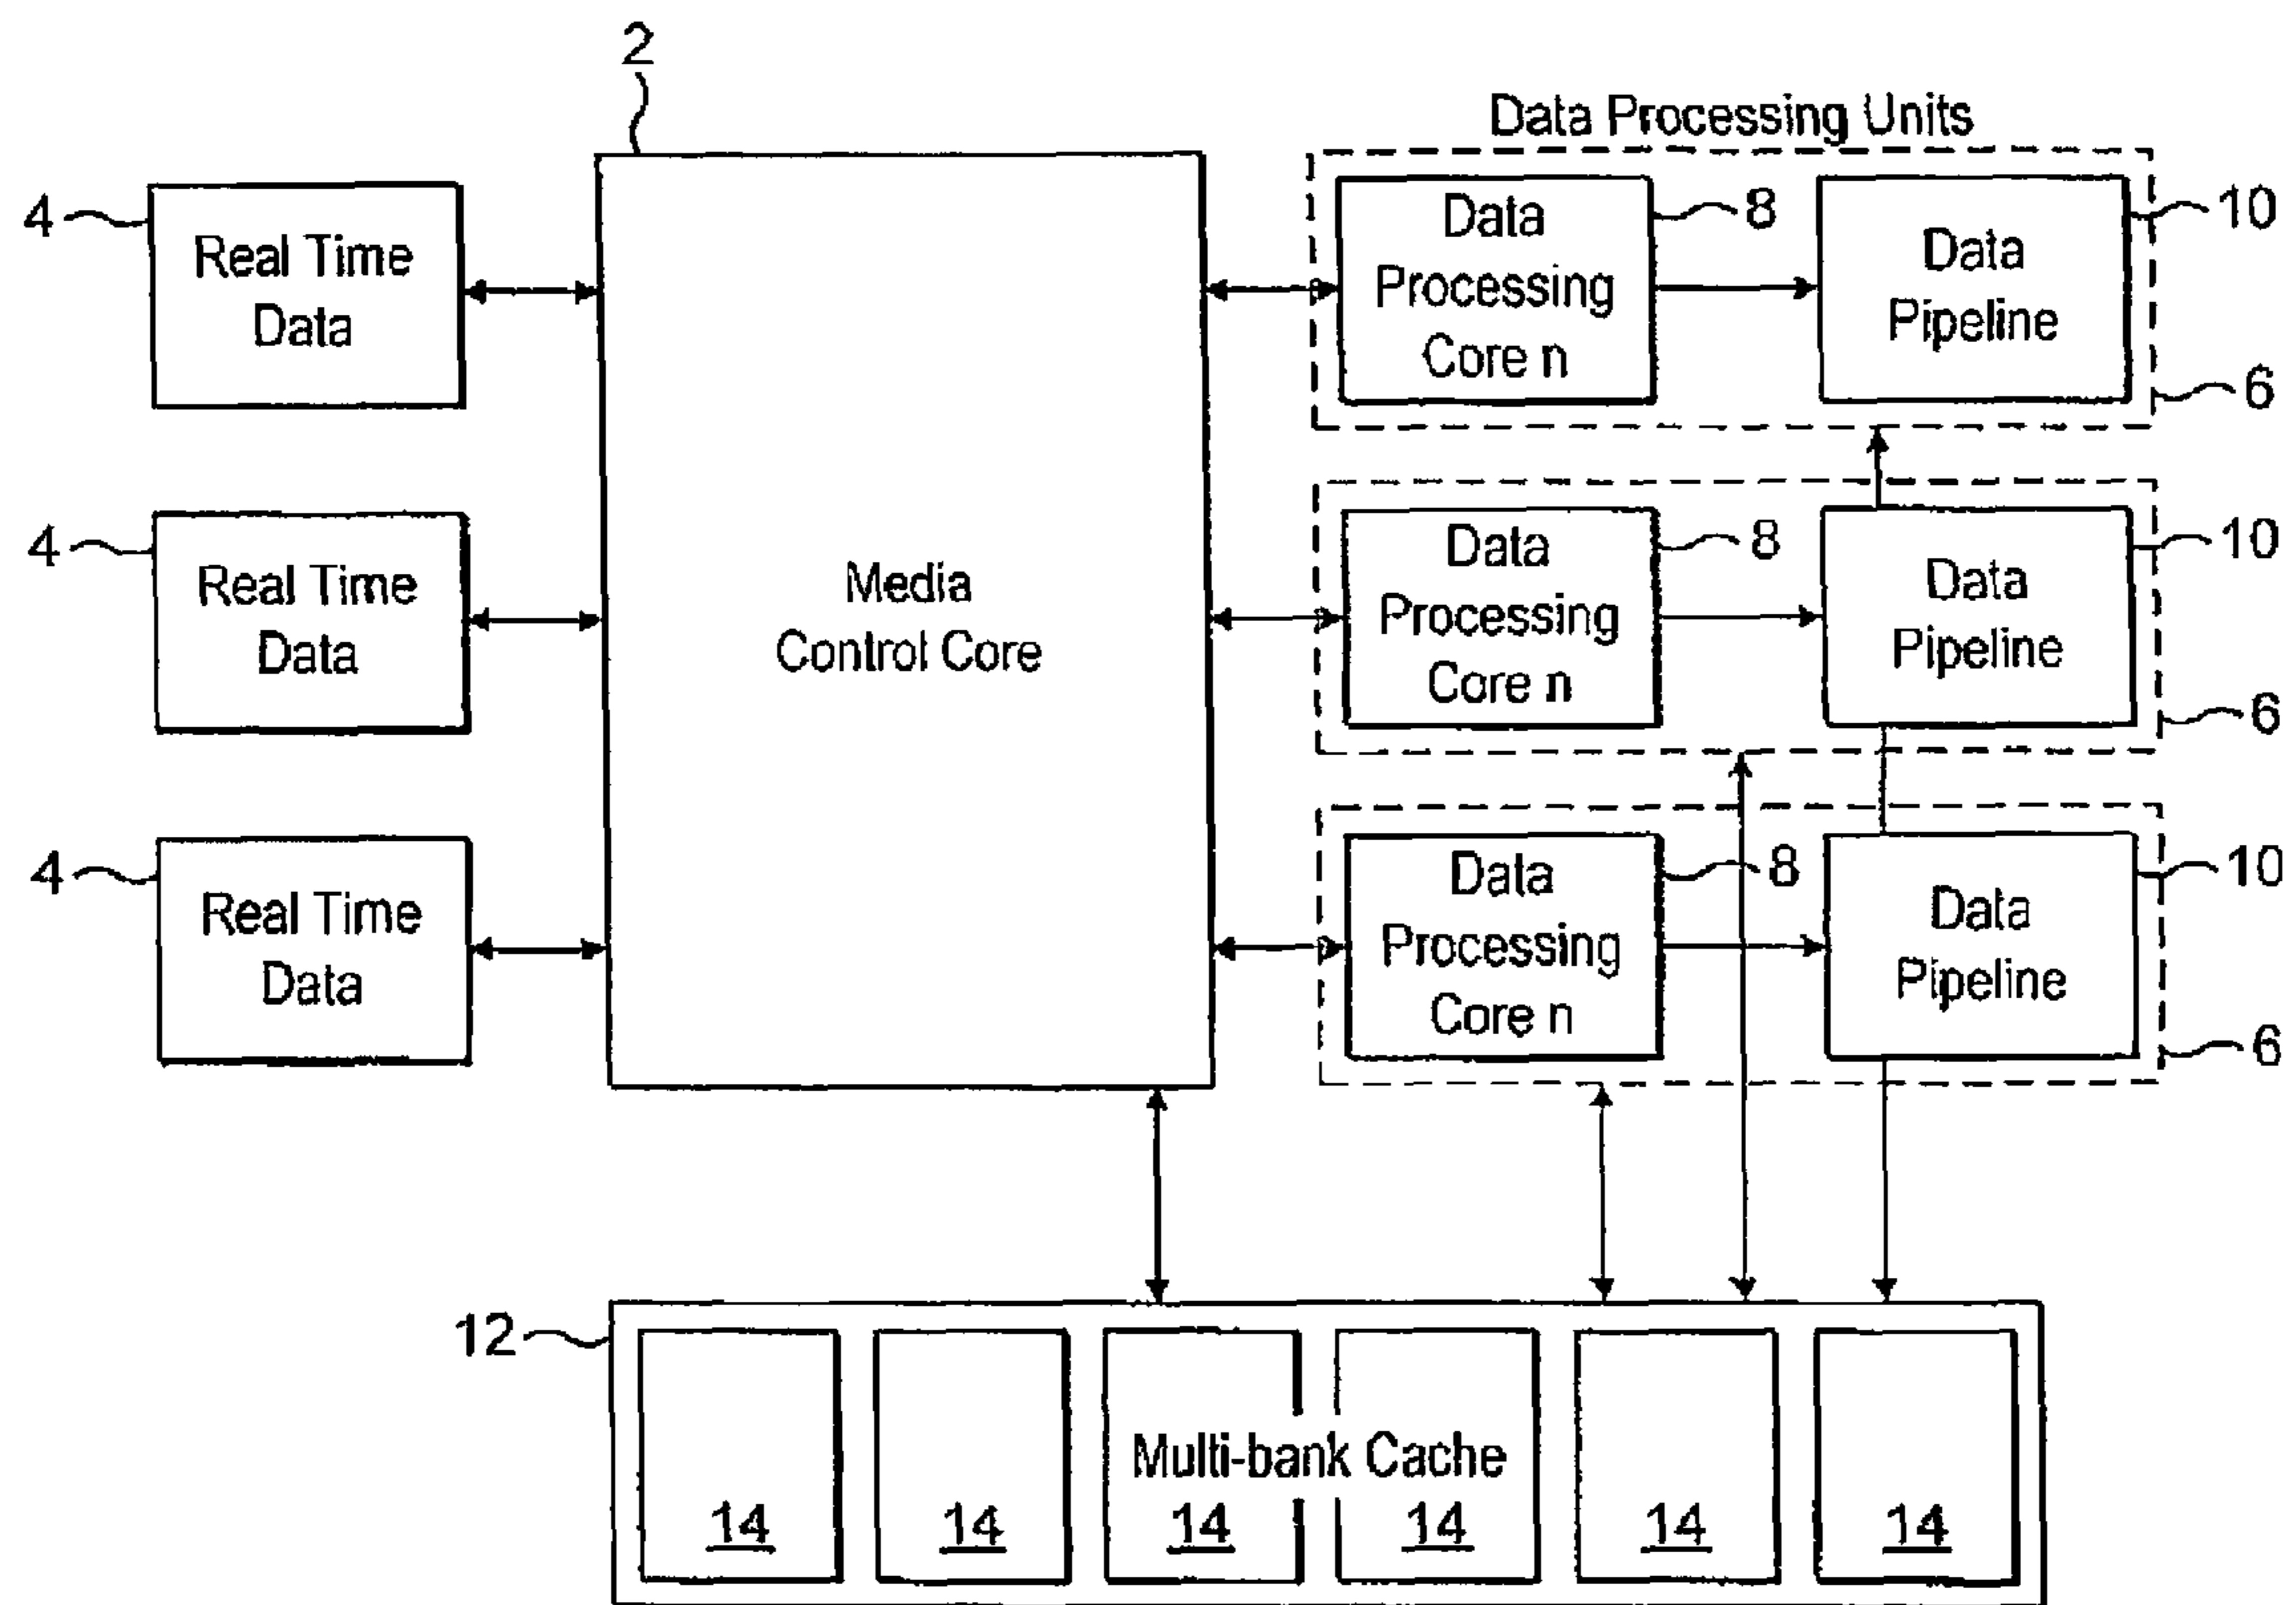 2
Data Processing Units
4
Real Time
Data
Data
Processing
Core n
8
Data
Pipeline
10
6
4
Real Time
Data
Media
Control Core
Data
Processing
Core n
8
Data
Pipeline
10
6
4
Real Time
Data
Data
Processing
Core n
8
Data
Pipeline
10
6
12
Multi-bank Cache
14 14 14 14 14 14